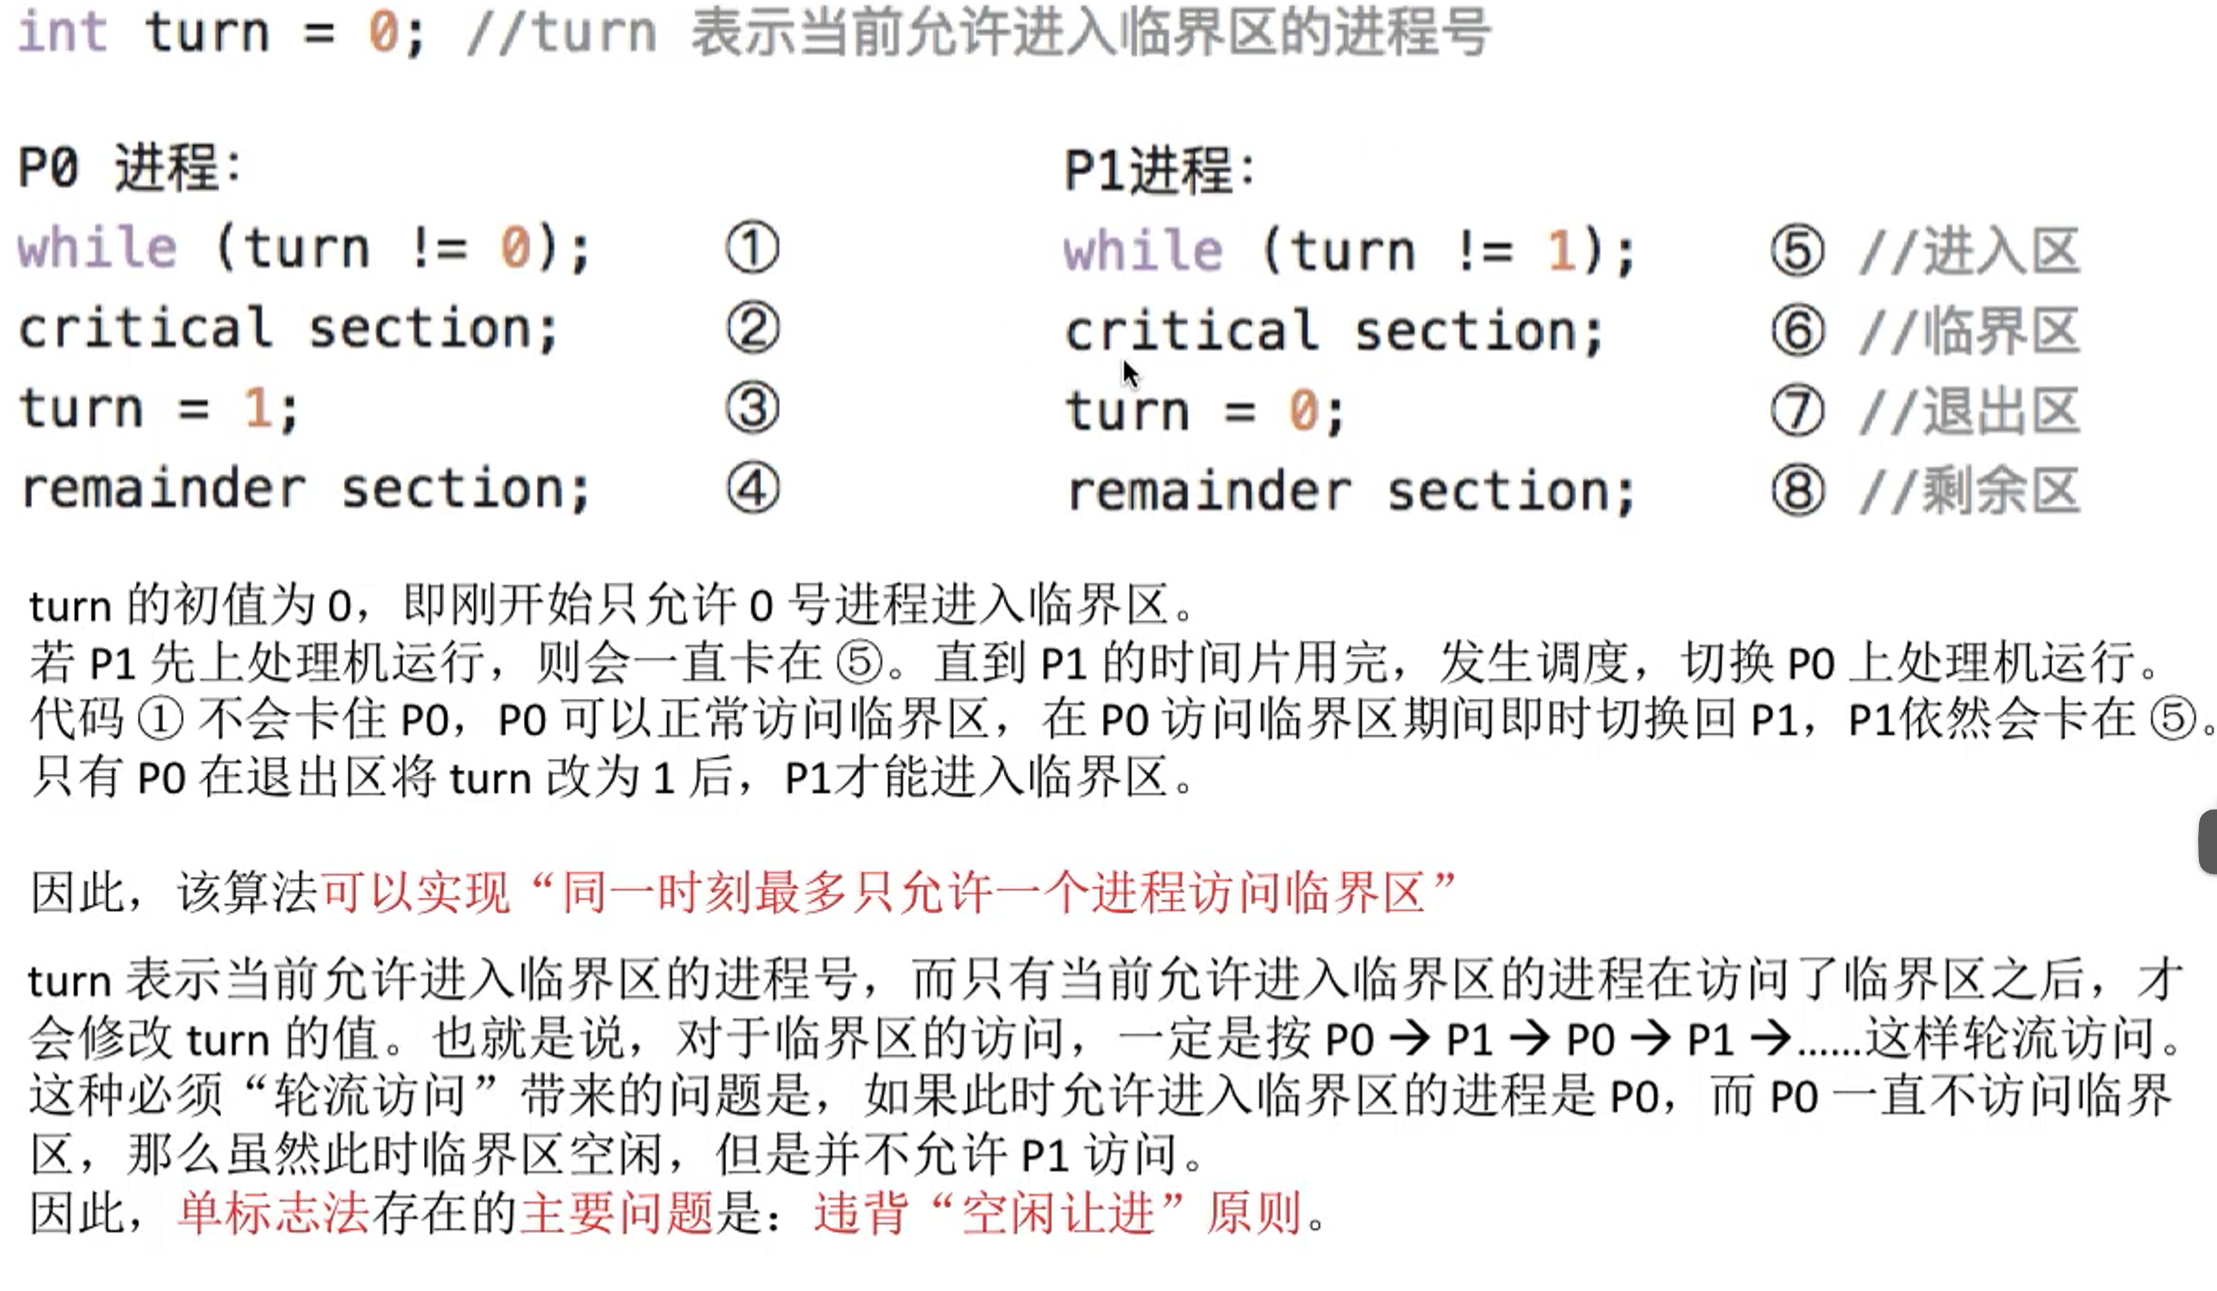 int turn = 0; //turn 表示当前允许进入临界区的进程号
P0 进程:
while (turn != 0); ①
critical section; ②
turn = 1; ③
remainder section; ④
P1进程:
while (turn != 1); ⑤ //进入区
critical section; ⑥ //临界区
turn = 0; ⑦ //退出区
remainder section; ⑧ //剩余区
turn 的初值为 0，即刚开始只允许 0 号进程进入临界区。
若 P1 先上处理机运行，则会一直卡在 ⑤。直到 P1 的时间片用完，发生调度，切换 P0 上处理机运行。
代码 ① 不会卡住 P0，P0 可以正常访问临界区，在 P0 访问临界区期间即时切换回 P1，P1依然会卡在 ⑤。
只有 P0 在退出区将 turn 改为 1 后，P1才能进入临界区。
因此，该算法可以实现“同一时刻最多只允许一个进程访问临界区”
turn 表示当前允许进入临界区的进程号，而只有当前允许进入临界区的进程在访问了临界区之后，才
会修改 turn 的值。也就是说，对于临界区的访问，一定是按 P0 → P1 → P0 → P1 →……这样轮流访问。
这种必须“轮流访问”带来的问题是，如果此时允许进入临界区的进程是 P0，而 P0 一直不访问临界
区，那么虽然此时临界区空闲，但是并不允许 P1 访问。
因此，单标志法存在的主要问题是：违背“空闲让进”原则。